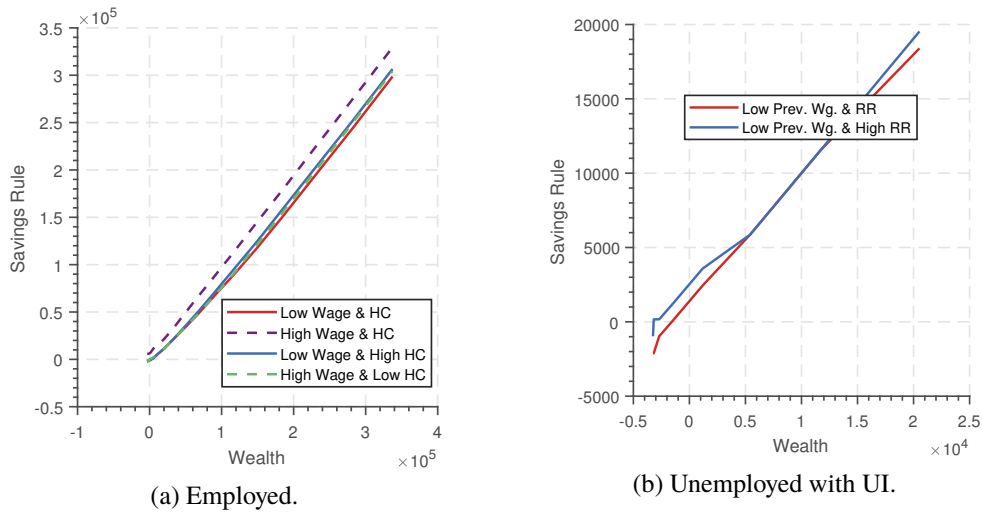 ×10^5
3.5
3
2.5
2
1.5
1
0.5
0
-0.5
Savings Rule
Low Wage & HC
High Wage & HC
Low Wage & High HC
High Wage & Low HC
-1 0 1 2 3 4
Wealth
×10^5
(a) Employed.
20000
15000
10000
5000
0
-5000
Savings Rule
Low Prev. Wg. & RR
Low Prev. Wg. & High RR
-0.5 0 0.5 1 1.5 2 2.5
Wealth
×10^4
(b) Unemployed with UI.